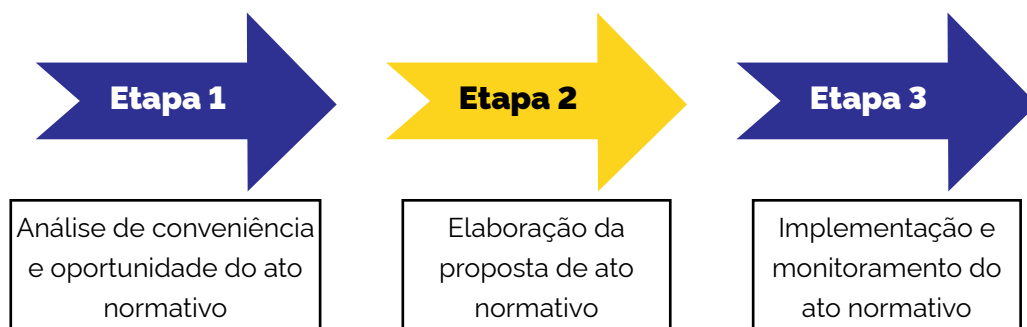 Etapa 1
Etapa 2
Etapa 3
Análise de conveniência
e oportunidade do ato
normativo
Elaboração da
proposta de ato
normativo
Implementação e
monitoramento do
ato normativo